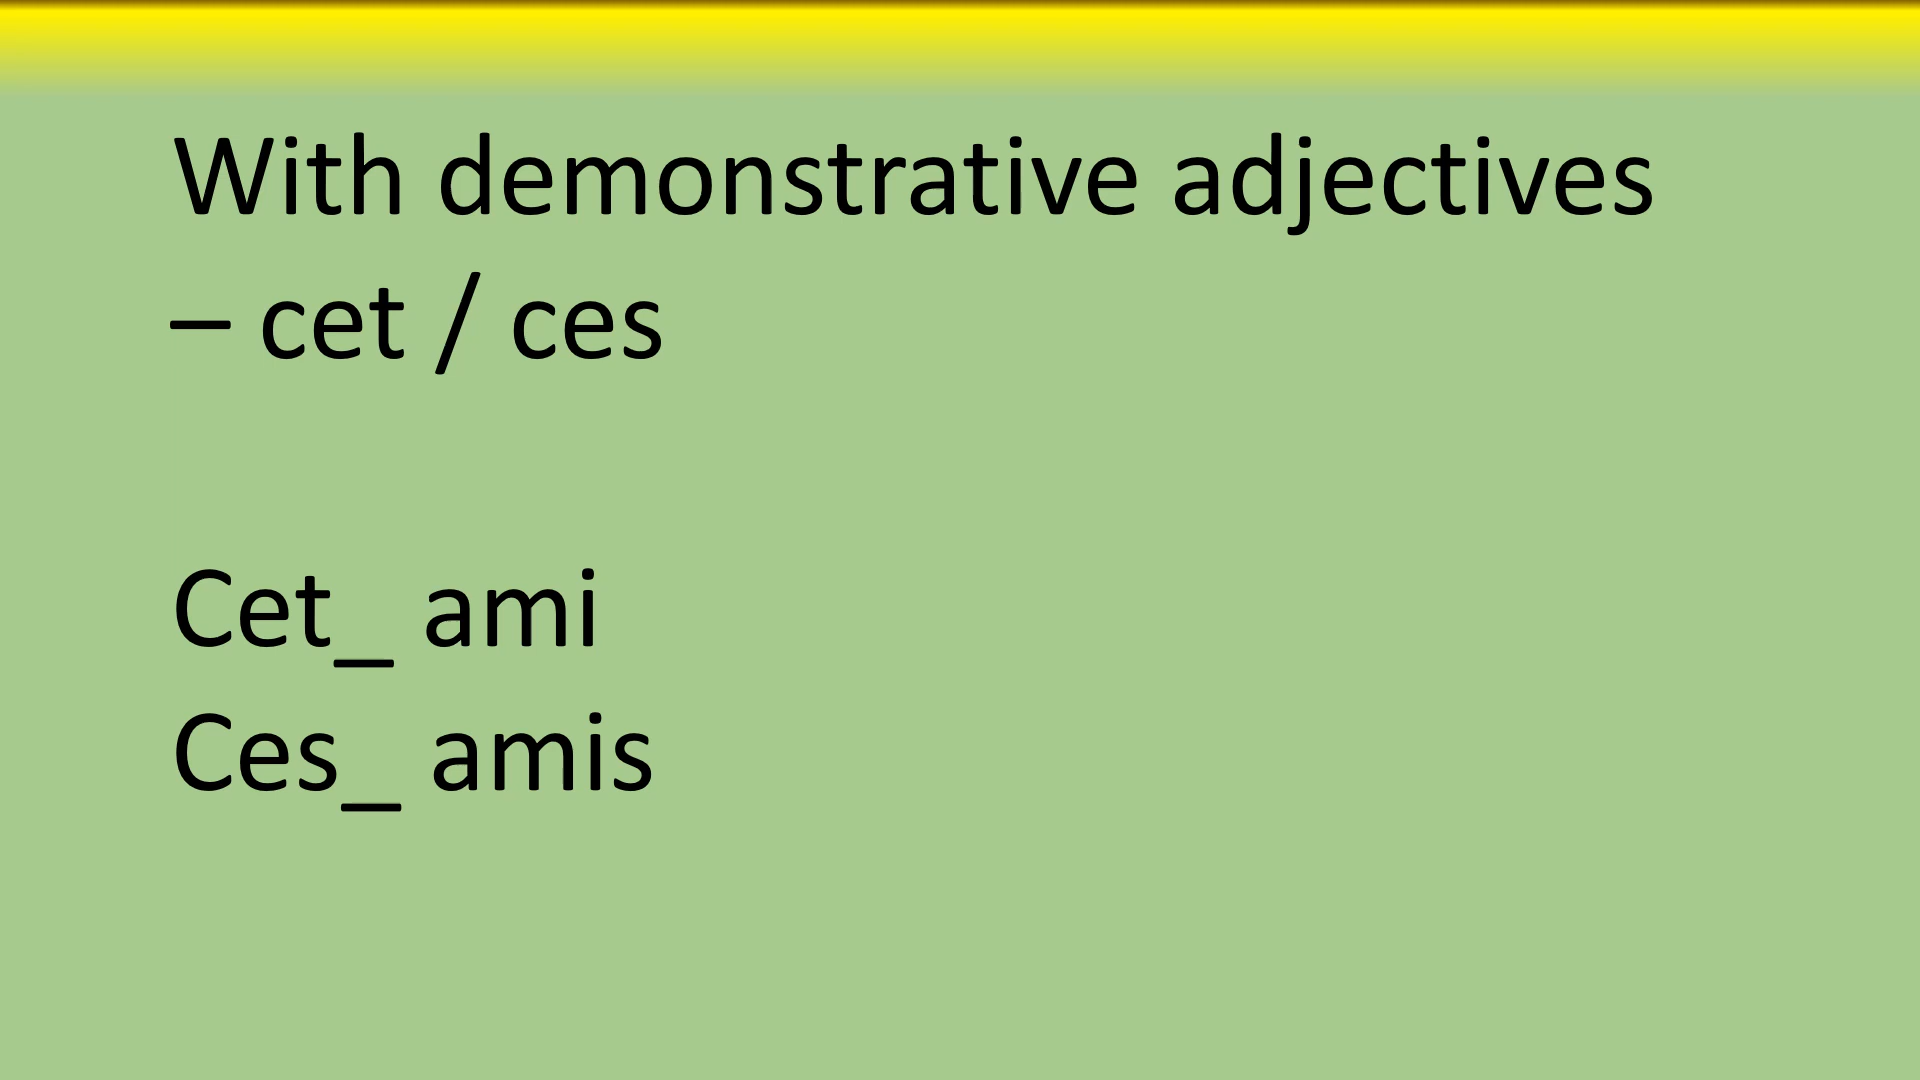 With demonstrative adjectives
– cet / ces
Cet_ ami
Ces_ amis